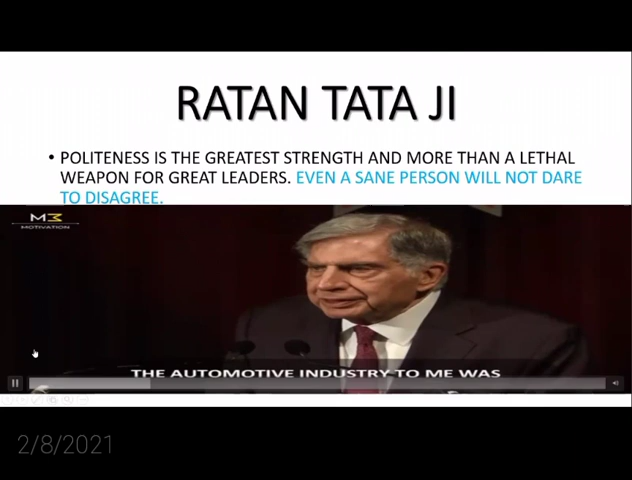 RATAN TATA JI
• POLITENESS IS THE GREATEST STRENGTH AND MORE THAN A LETHAL
WEAPON FOR GREAT LEADERS. EVEN A SANE PERSON WILL NOT DARE
TO DISAGREE.
M3
MOTIVATION
THE AUTOMOTIVE INDUSTRY TO ME WAS
2/8/2021